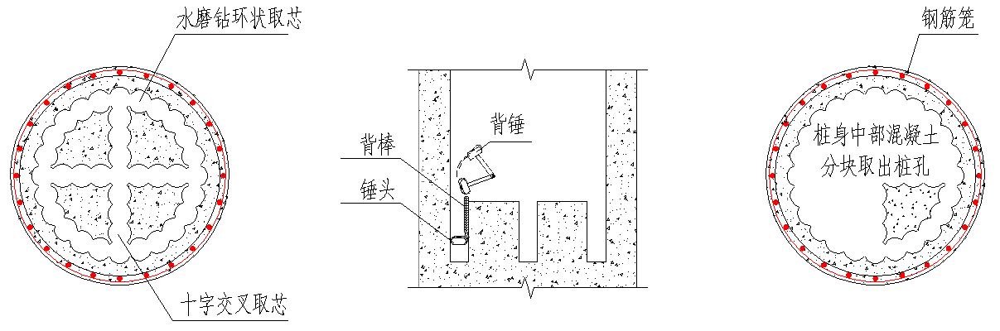 水磨钻环状取芯
十字交叉取芯
背锤
背棒
锤头
钢筋笼
桩身中部混凝土
分块取出桩孔